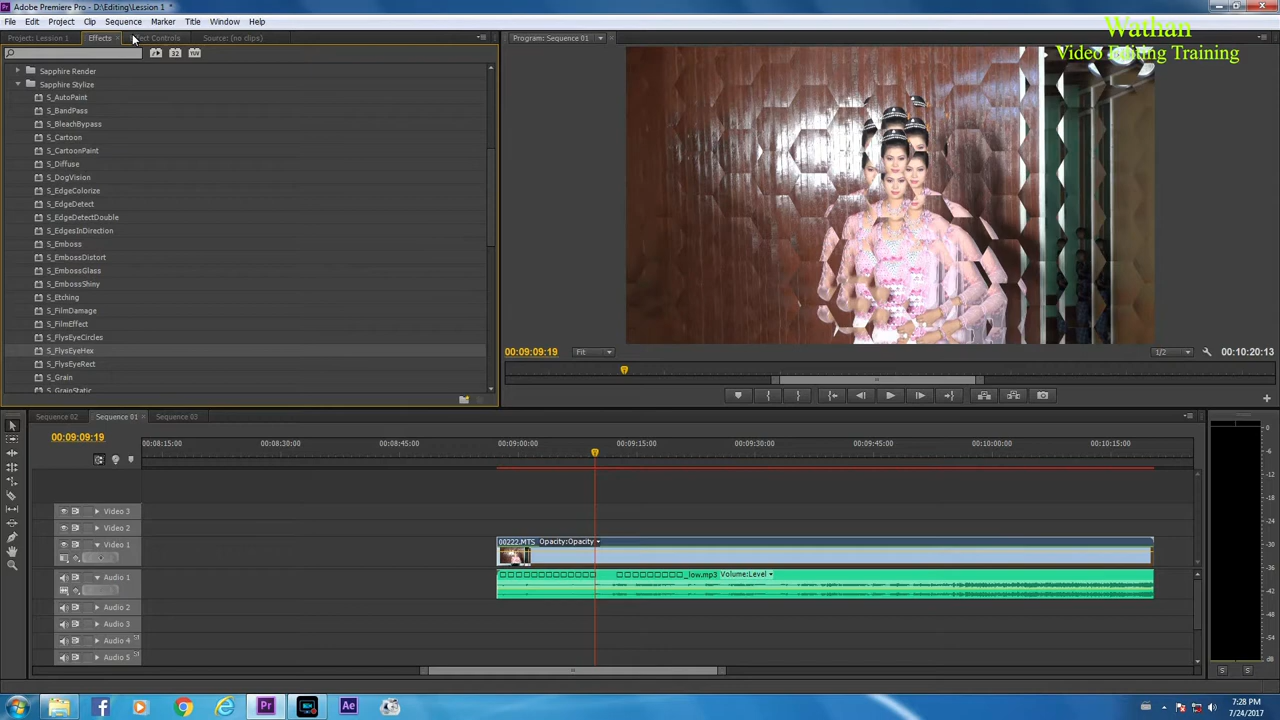 Adobe Premiere Pro - D:\Editing\Lession 1 *
File Edit Project Clip Sequence Marker Title Window Help
Wathan
Video Editing Training
Project: Lession 1 Effects Effect Controls Source: (no clips)
Program: Sequence 01
Sapphire Render
Sapphire Stylize
S_AutoPaint
S_BandPass
S_BleachBypass
S_Cartoon
S_CartoonPaint
S_Diffuse
S_DogVision
S_EdgeColorize
S_EdgeDetect
S_EdgeDetectDouble
S_EdgesInDirection
S_Emboss
S_EmbossDistort
S_EmbossGlass
S_EmbossShiny
S_Etching
S_FilmDamage
S_FilmEffect
S_FlysEyeCircles
S_FlysEyeHex
S_FlysEyeRect
S_Grain
S_GrainStatic
00:09:09:19 Fit 1/2 00:10:20:13
Sequence 02 Sequence 01 Sequence 03
00:09:09:19
00:08:15:00 00:08:30:00 00:08:45:00 00:09:00:00 00:09:15:00 00:09:30:00 00:09:45:00 00:10:00:00 00:10:15:00
Video 3
Video 2
Video 1
00222.MTS Opacity:Opacity
Audio 1
_low.mp3 Volume:Level
Audio 2
Audio 3
Audio 4
Audio 5
S S
7:28 PM
7/24/2017